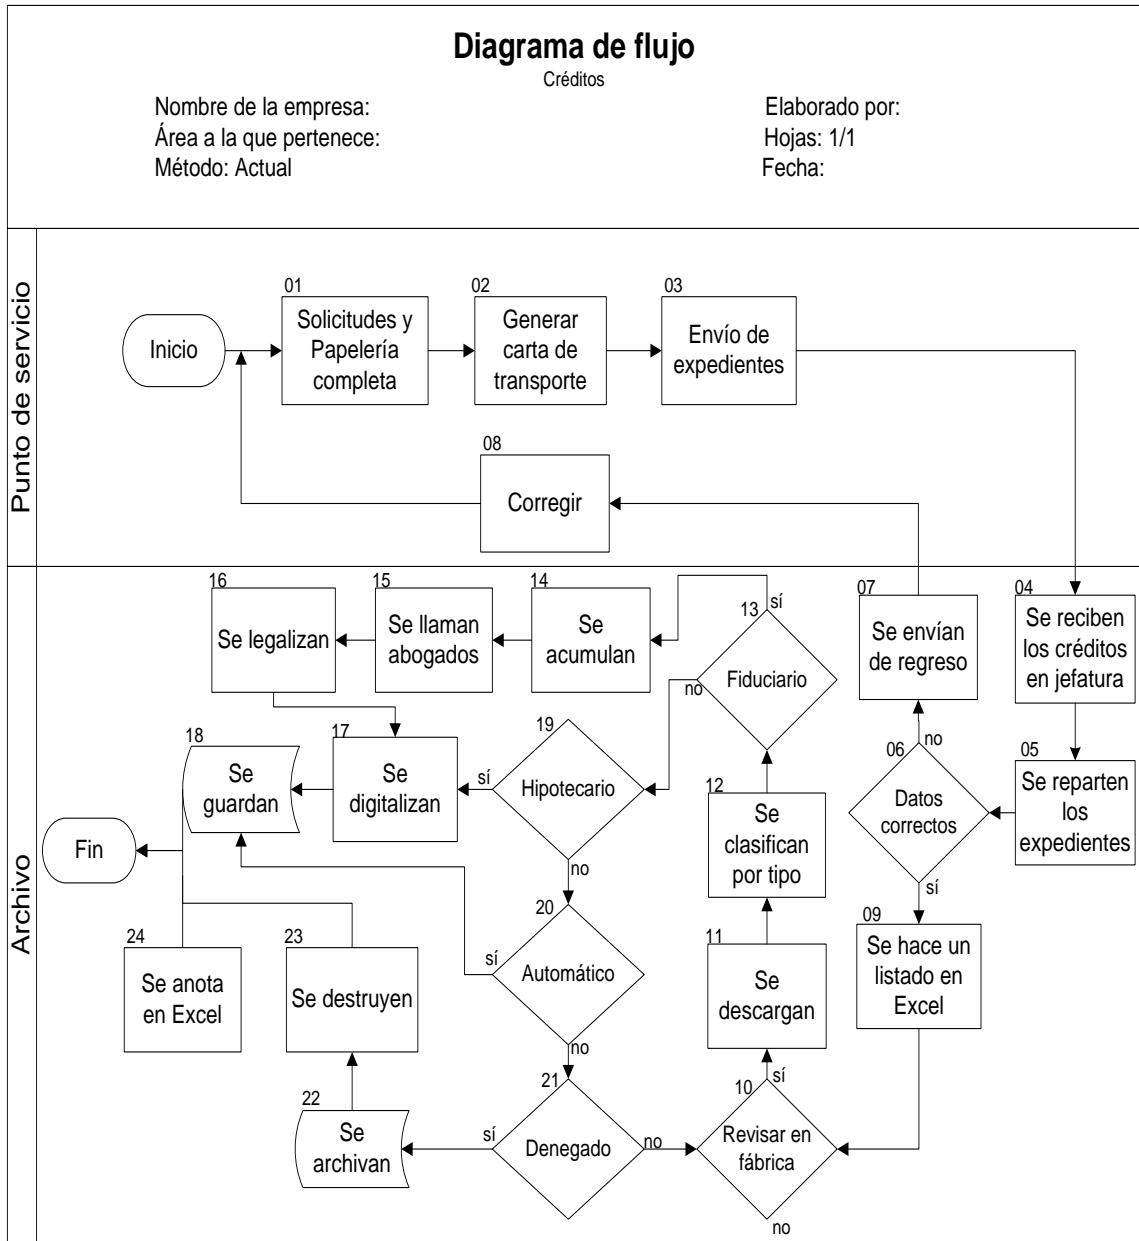 Diagrama de flujo
Créditos
Nombre de la empresa:
Área a la que pertenece:
Método: Actual
Elaborado por:
Hojas: 1/1
Fecha:
Punto de servicio
Inicio
01
Solicitudes y
Papelería
completa
02
Generar
carta de
transporte
03
Envío de
expedientes
08
Corregir
Archivo
16
Se legalizan
15
Se llaman
abogados
14
Se
acumulan
13
sí
Fiduciario
no
07
Se envían
de regreso
04
Se reciben
los créditos
en jefatura
18
Se
guardan
17
Se
digitalizan
19
sí
Hipotecario
no
12
Se
clasifican
por tipo
06
no
Datos
correctos
sí
05
Se reparten
los
expedientes
Fin
24
Se anota
en Excel
23
Se destruyen
20
sí
Automático
no
11
Se
descargan
09
Se hace un
listado en
Excel
22
Se
archivan
21
sí
Denegado
no
10
sí
Revisar en
fábrica
no